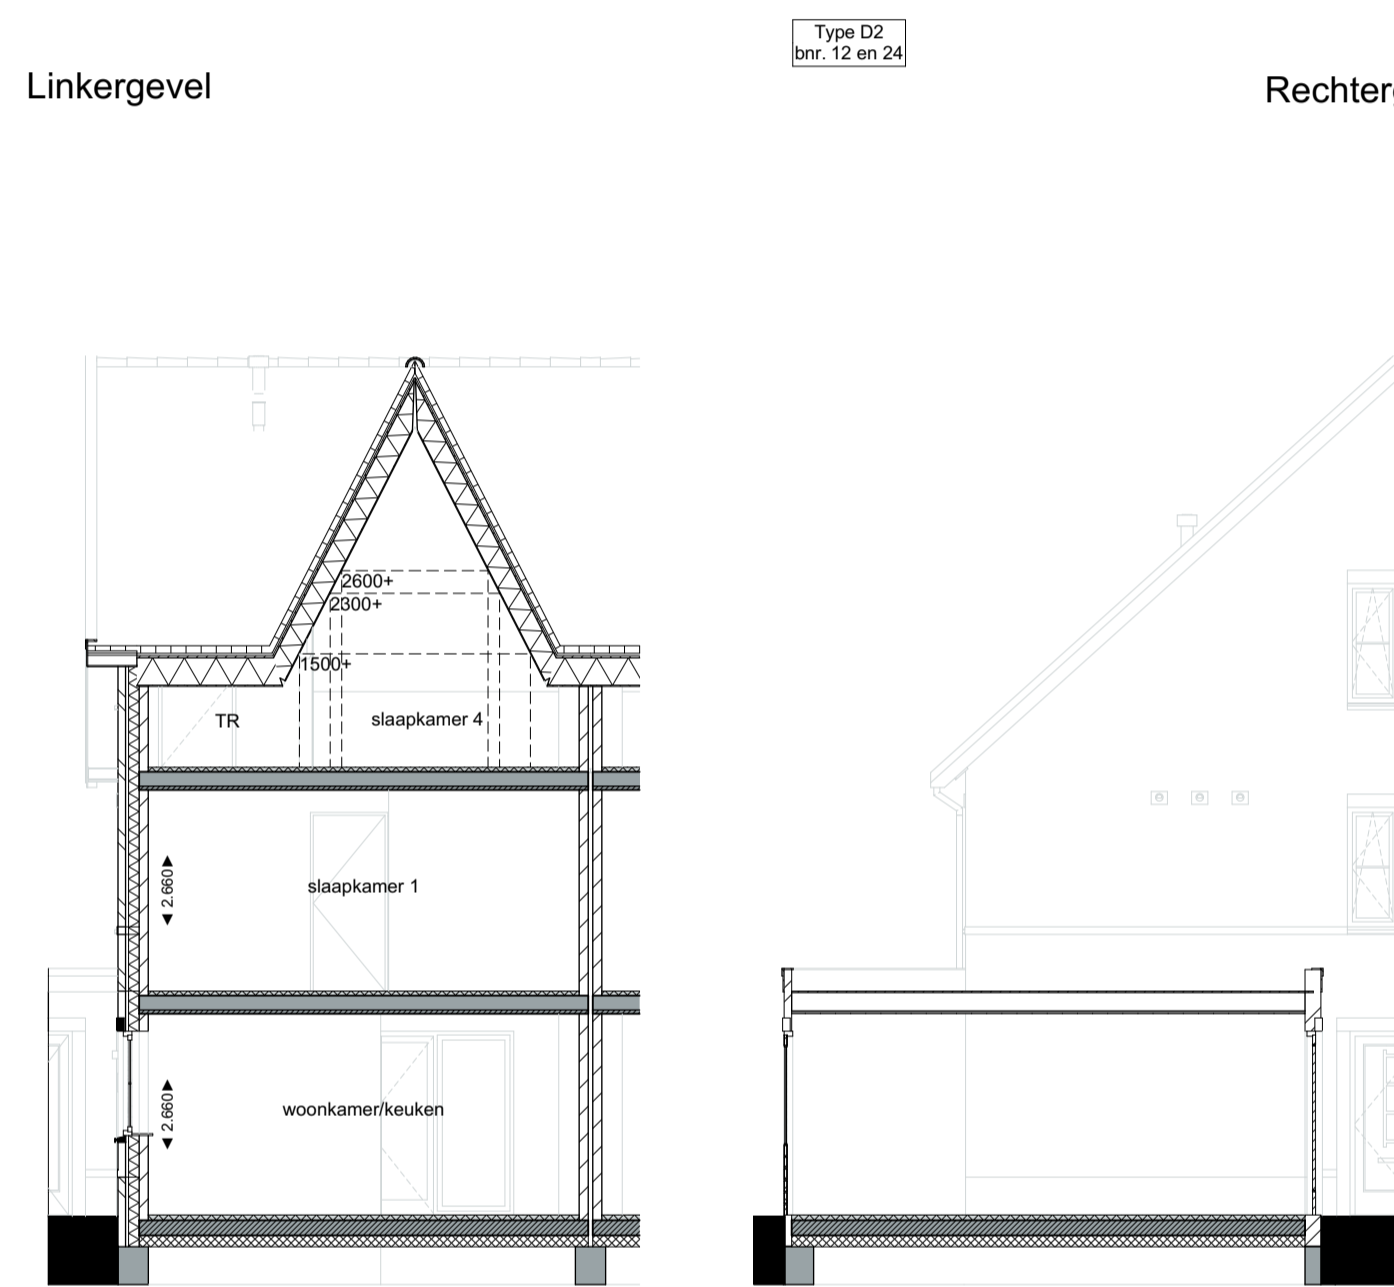 Type D2
bnr. 12 en 24
Linkergevel
Rechterg
2600+
2300+
1500+
TR
slaapkamer 4
2.660
slaapkamer 1
2.660
woonkamer/keuken